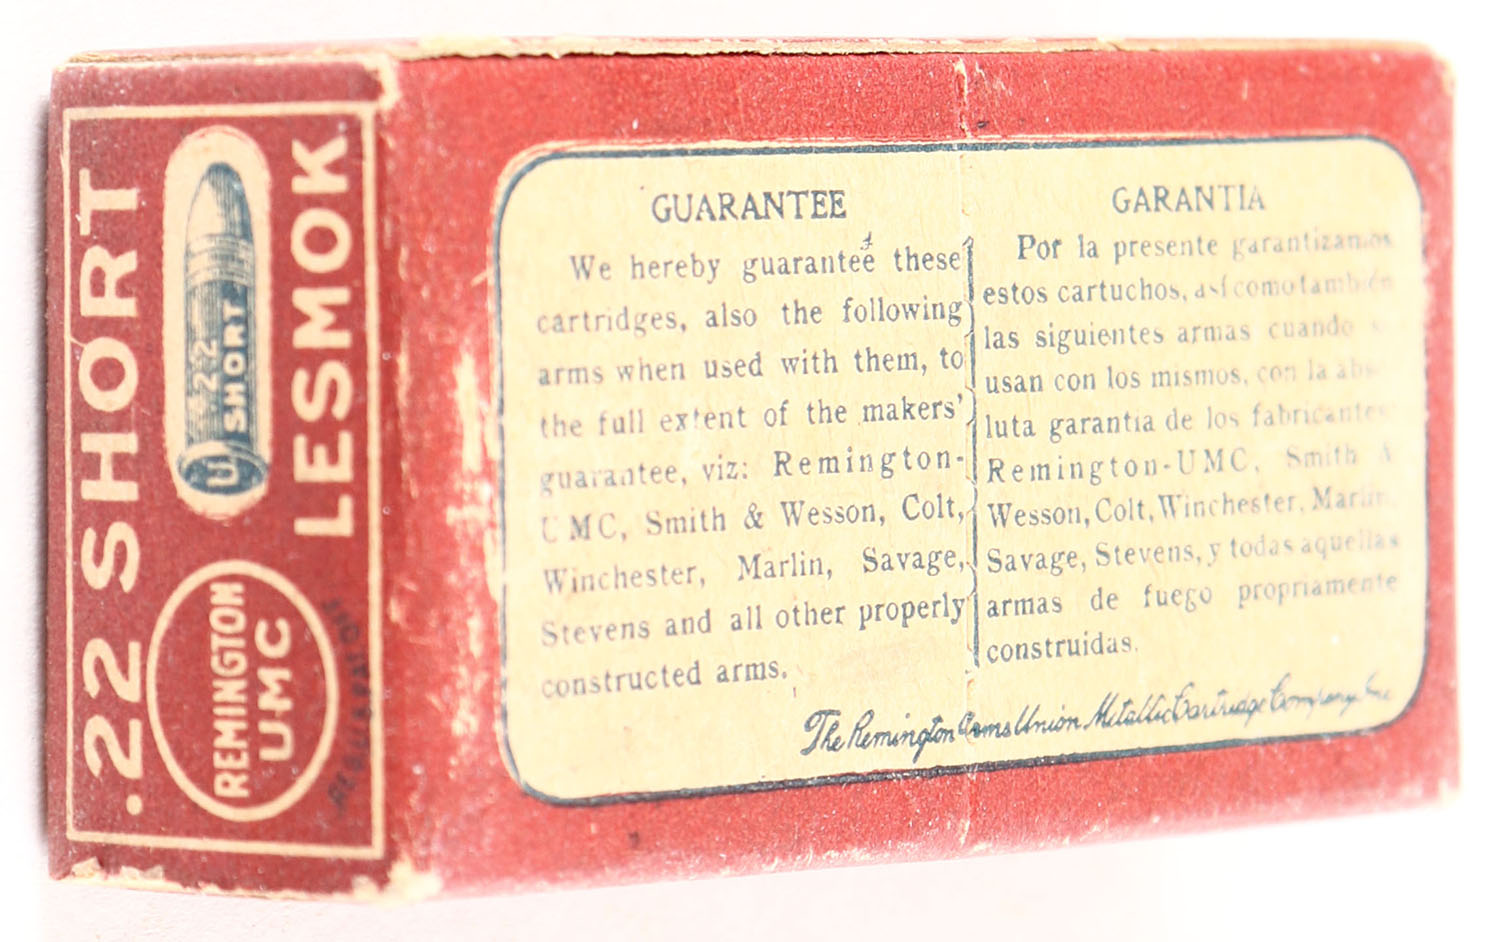 .22 SHORT
U
.22
SHORT
LESMOK
REMINGTON
UMC
GUARANTEE
We hereby guarantee these
cartridges, also the following
arms when used with them, to
the full extent of the makers'
guarantee, viz: Remington-
UMC, Smith & Wesson, Colt,
Winchester, Marlin, Savage,
Stevens and all other properly
constructed arms.
GARANTIA
Por la presente garantizamos
estos cartuchos, así como también
las siguientes armas cuando
usan con los mismos, con la abso-
luta garantia de los fabricantes
Remington-UMC, Smith &
Wesson, Colt, Winchester, Marlin,
Savage, Stevens, y todas aquellas
armas de fuego propriamente
construidas.
The Remington Arms Union Metallic Cartridge Company Inc